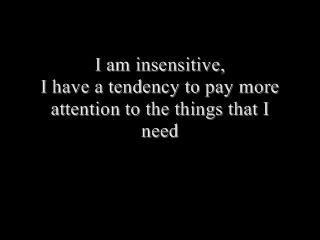 I am insensitive,
I have a tendency to pay more
attention to the things that I
need